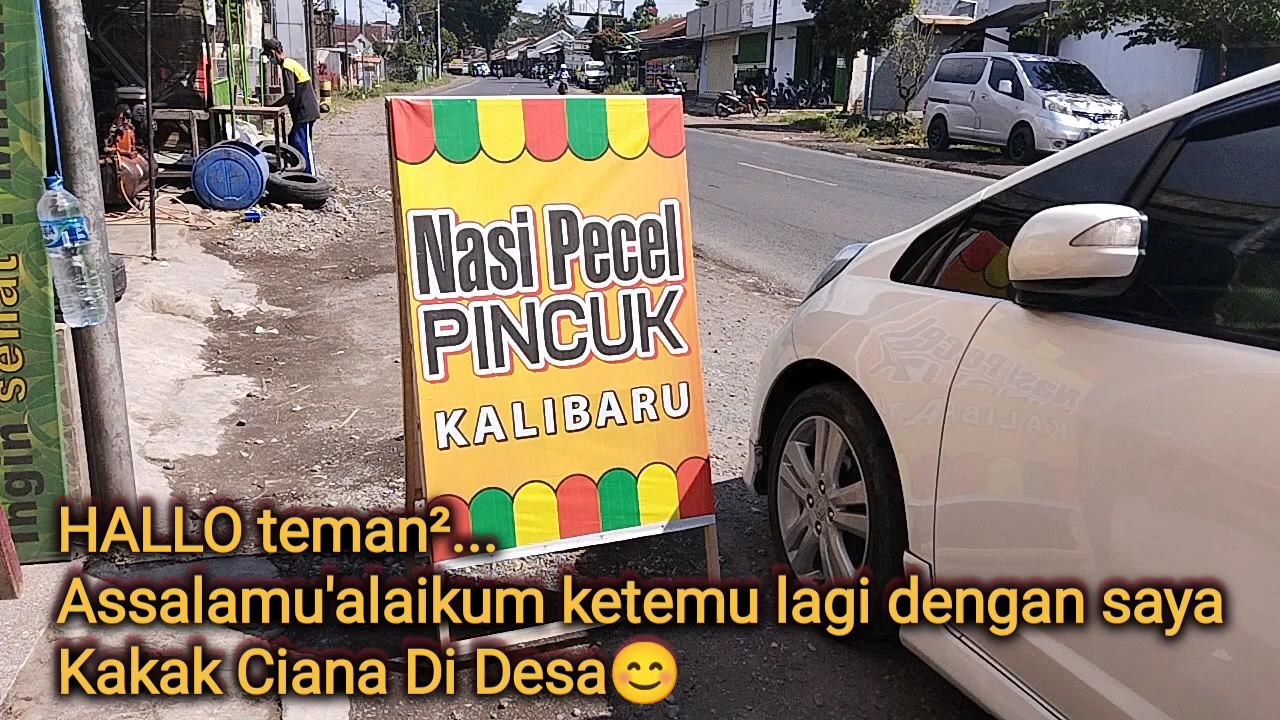 Nasi Pecel
PINCUK
KALIBARU
HALLO teman²...
Assalamu'alaikum ketemu lagi dengan saya
Kakak Ciana Di Desa😊